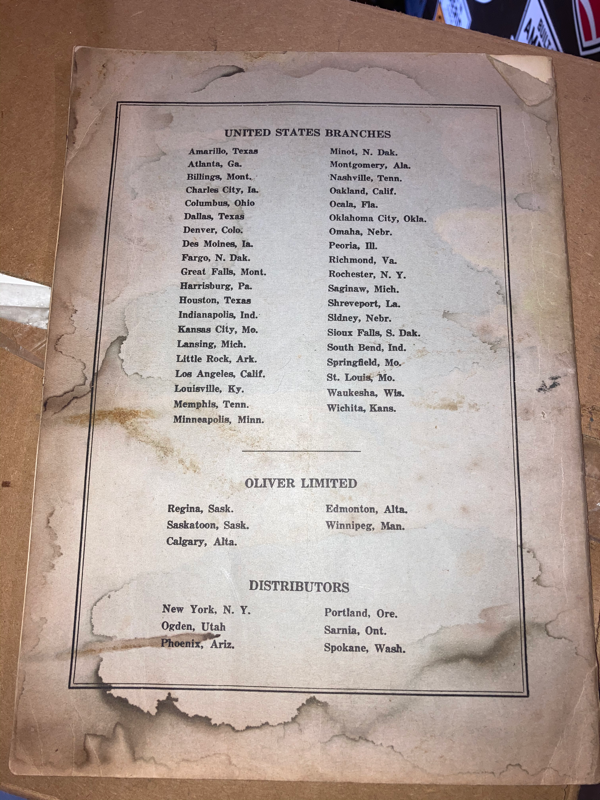 UNITED STATES BRANCHES
Amarillo, Texas
Atlanta, Ga.
Billings, Mont.
Charles City, Ia.
Columbus, Ohio
Dallas, Texas
Denver, Colo.
Des Moines, Ia.
Fargo, N. Dak.
Great Falls, Mont.
Harrisburg, Pa.
Houston, Texas
Indianapolis, Ind.
Kansas City, Mo.
Lansing, Mich.
Little Rock, Ark.
Los Angeles, Calif.
Louisville, Ky.
Memphis, Tenn.
Minneapolis, Minn.
Minot, N. Dak.
Montgomery, Ala.
Nashville, Tenn.
Oakland, Calif.
Ocala, Fla.
Oklahoma City, Okla.
Omaha, Nebr.
Peoria, Ill.
Richmond, Va.
Rochester, N. Y.
Saginaw, Mich.
Shreveport, La.
Sidney, Nebr.
Sioux Falls, S. Dak.
South Bend, Ind.
Springfield, Mo.
St. Louis, Mo.
Waukesha, Wis.
Wichita, Kans.
OLIVER LIMITED
Regina, Sask.
Saskatoon, Sask.
Calgary, Alta.
Edmonton, Alta.
Winnipeg, Man.
DISTRIBUTORS
New York, N. Y.
Ogden, Utah
Phoenix, Ariz.
Portland, Ore.
Sarnia, Ont.
Spokane, Wash.